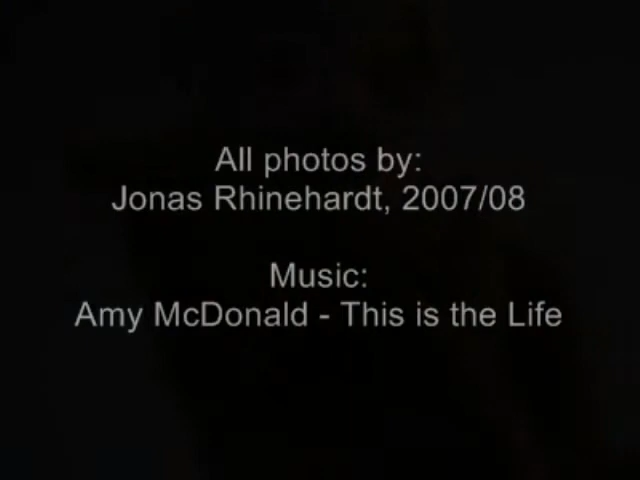 All photos by:
Jonas Rhinehardt, 2007/08
Music:
Amy McDonald - This is the Life